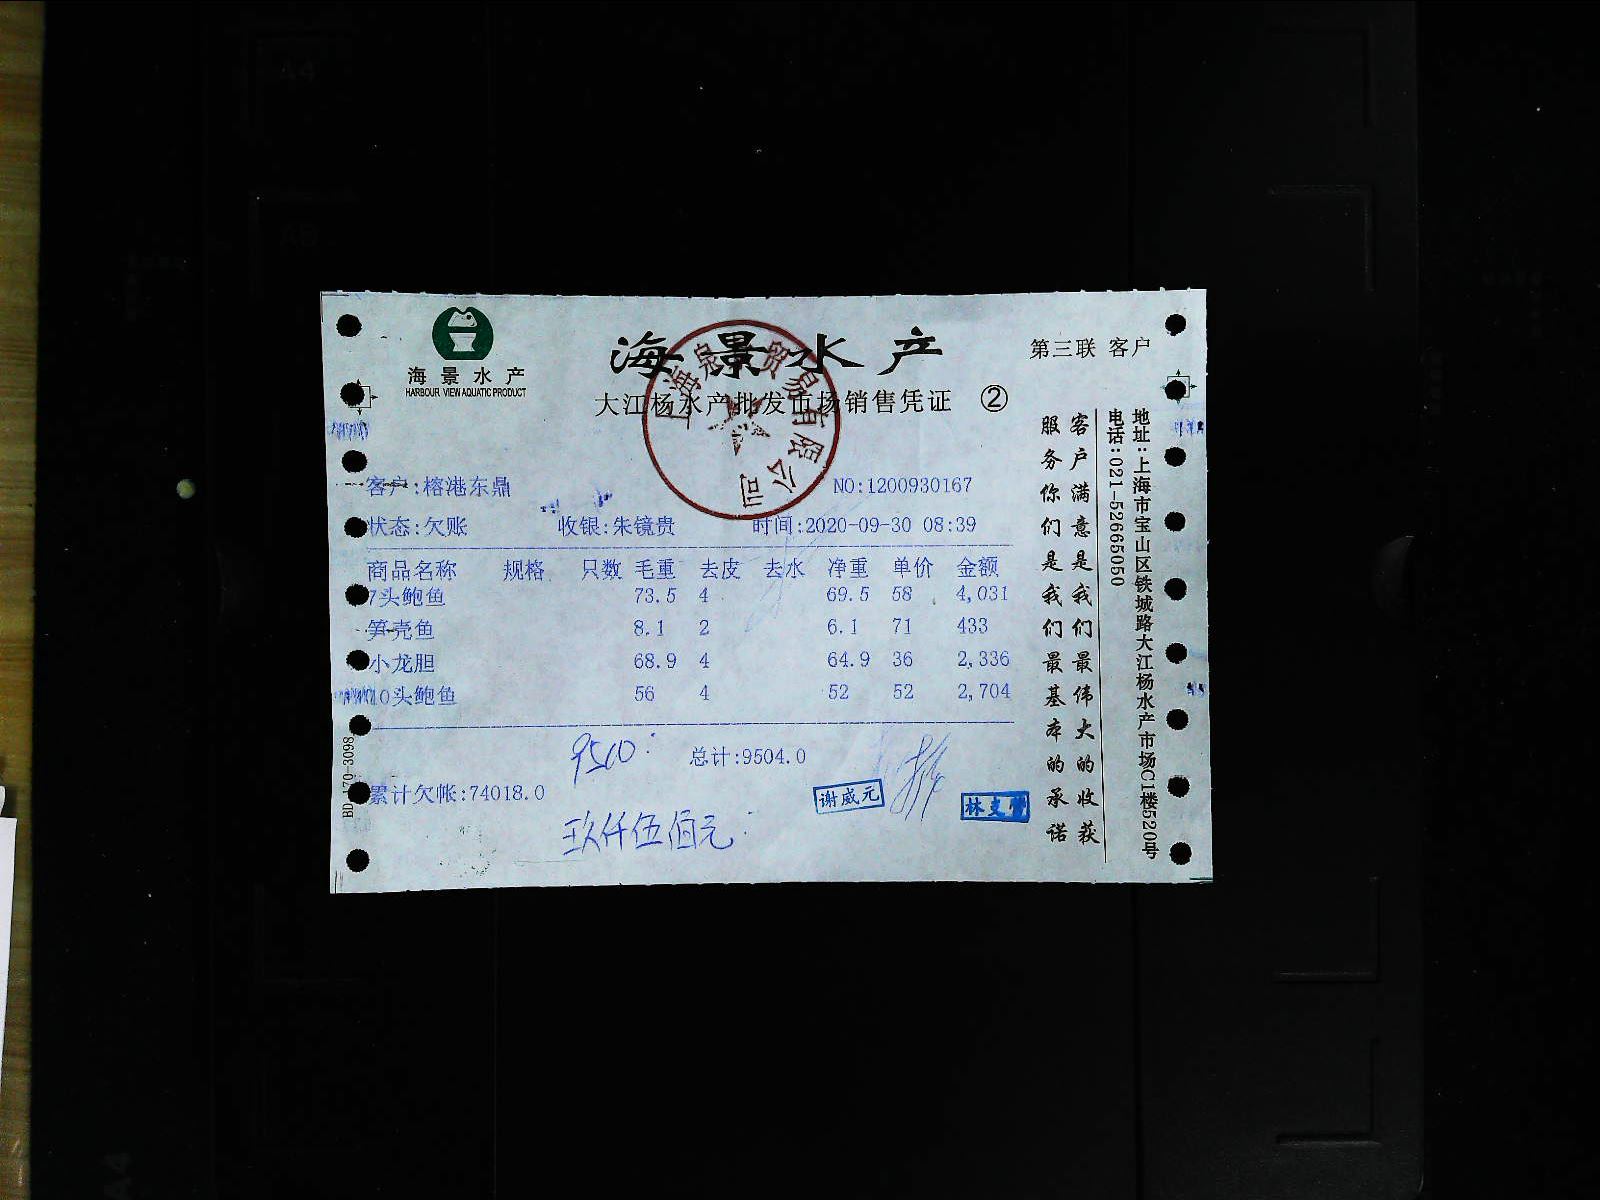 海景水产
HARBOUR VIEW AQUATIC PRODUCT
海景水产
第三联 客户
大江杨水产批发市场销售凭证 ②
上海泉 贸易有限公司
客户:榕港东鼎
NO:1200930167
状态:欠账 收银:朱镜贵 时间:2020-09-30 08:39
商品名称 规格 只数 毛重 去皮 去水 净重 单价 金额
7头鲍鱼 73.5 4 69.5 58 4,031
笋壳鱼 8.1 2 6.1 71 433
小龙胆 68.9 4 64.9 36 2,336
10头鲍鱼 56 4 52 52 2,704
9500
总计:9504.0
累计欠帐:74018.0
谢威元
玖仟伍佰元
客户满意是我们最伟大的收获
服务你们是我们最基本的承诺
地址:上海市宝山区铁城路大江杨水产市场C1楼520号
电话:021-52665050